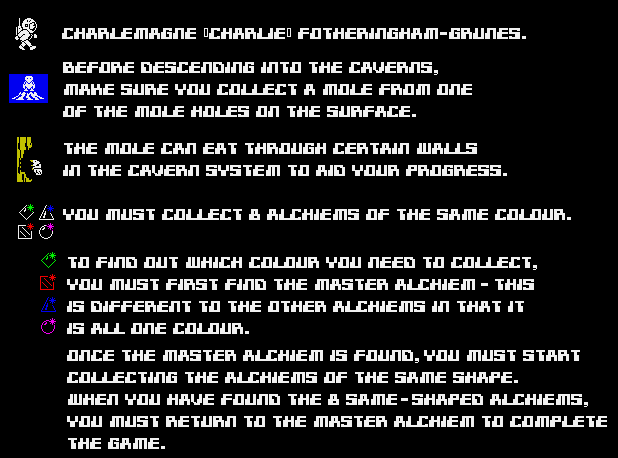 CHARLEMAGNE "CHARLIE" FOTHERINGHAM-GRUNES.
BEFORE DESCENDING INTO THE CAVERNS,
MAKE SURE YOU COLLECT A MOLE FROM ONE
OF THE MOLE HOLES ON THE SURFACE.
THE MOLE CAN EAT THROUGH CERTAIN WALLS
IN THE CAVERN SYSTEM TO AID YOUR PROGRESS.
YOU MUST COLLECT 8 ALCHIEMS OF THE SAME COLOUR.
TO FIND OUT WHICH COLOUR YOU NEED TO COLLECT,
YOU MUST FIRST FIND THE MASTER ALCHIEM - THIS
IS DIFFERENT TO THE OTHER ALCHIEMS IN THAT IT
IS ALL ONE COLOUR.
ONCE THE MASTER ALCHIEM IS FOUND, YOU MUST START
COLLECTING THE ALCHIEMS OF THE SAME SHAPE.
WHEN YOU HAVE FOUND THE 8 SAME-SHAPED ALCHIEMS,
YOU MUST RETURN TO THE MASTER ALCHIEM TO COMPLETE
THE GAME.